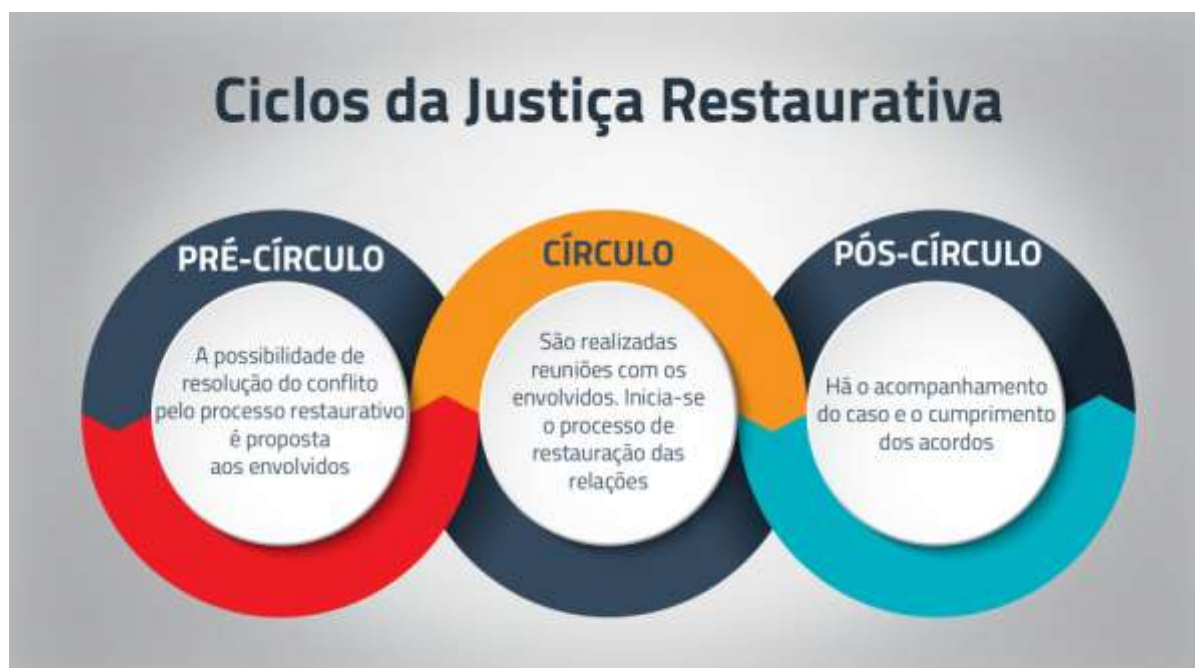 Ciclos da Justiça Restaurativa
PRÉ-CÍRCULO
A possibilidade de
resolução do conflito
pelo processo restaurativo
é proposta
aos envolvidos
CÍRCULO
São realizadas
reuniões com os
envolvidos. Inicia-se
o processo de
restauração das
relações
PÓS-CÍRCULO
Há o acompanhamento
do caso e o cumprimento
dos acordos